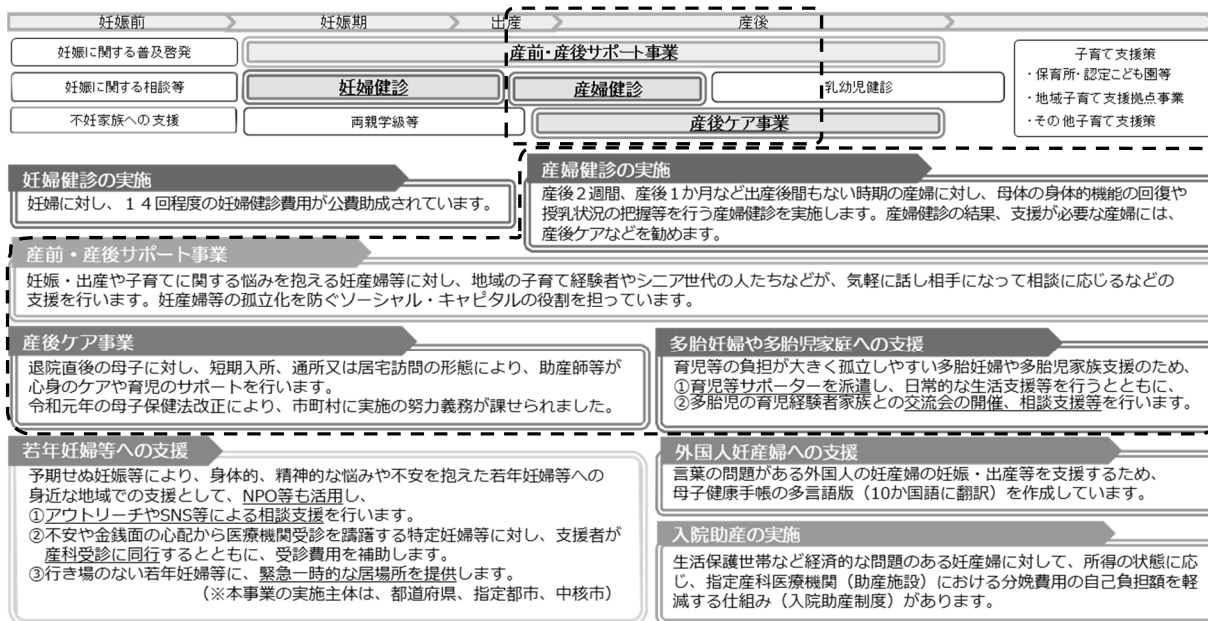 妊娠前
妊娠期
出産
産後
妊娠に関する普及啓発
産前・産後サポート事業
子育て支援策
・保育所・認定こども園等
・地域子育て支援拠点事業
・その他子育て支援策
妊娠に関する相談等
妊婦健診
産婦健診
乳幼児健診
不妊家族への支援
両親学級等
産後ケア事業
妊婦健診の実施
妊婦に対し、14回程度の妊婦健診費用が公費助成されています。
産婦健診の実施
産後2週間、産後1か月など出産後間もない時期の産婦に対し、母体の身体的機能の回復や
授乳状況の把握等を行う産婦健診を実施します。産婦健診の結果、支援が必要な産婦には、
産後ケアなどを勧めます。
産前・産後サポート事業
妊娠・出産や子育てに関する悩みを抱える妊産婦等に対し、地域の子育て経験者やシニア世代の人たちなどが、気軽に話し相手になって相談に応じるなどの
支援を行います。妊産婦等の孤立化を防ぐソーシャル・キャピタルの役割を担っています。
産後ケア事業
退院直後の母子に対し、短期入所、通所又は居宅訪問の形態により、助産師等が
心身のケアや育児のサポートを行います。
令和元年の母子保健法改正により、市町村に実施の努力義務が課せられました。
多胎妊婦や多胎児家庭への支援
育児等の負担が大きく孤立しやすい多胎妊婦や多胎児家族支援のため、
①育児等サポーターを派遣し、日常的な生活支援等を行うとともに、
②多胎児の育児経験者家族との交流会の開催、相談支援等を行います。
若年妊婦等への支援
予期せぬ妊娠等により、身体的、精神的な悩みや不安を抱えた若年妊婦等への
身近な地域での支援として、NPO等も活用し、
①アウトリーチやSNS等による相談支援を行います。
②不安や金銭面の心配から医療機関受診を躊躇する特定妊婦等に対し、支援者が
産科受診に同行するとともに、受診費用を補助します。
③行き場のない若年妊婦等に、緊急一時的な居場所を提供します。
（※本事業の実施主体は、都道府県、指定都市、中核市）
外国人妊産婦への支援
言葉の問題がある外国人の妊産婦の妊娠・出産等を支援するため、
母子健康手帳の多言語版（10か国語に翻訳）を作成しています。
入院助産の実施
生活保護世帯など経済的な問題のある妊産婦に対して、所得の状態に応
じ、指定産科医療機関（助産施設）における分娩費用の自己負担額を軽
減する仕組み（入院助産制度）があります。